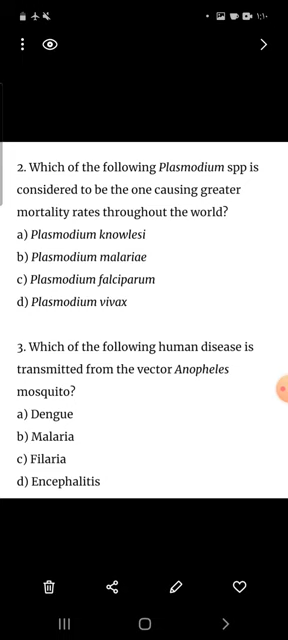 ١:١٠
2. Which of the following Plasmodium spp is
considered to be the one causing greater
mortality rates throughout the world?
a) Plasmodium knowlesi
b) Plasmodium malariae
c) Plasmodium falciparum
d) Plasmodium vivax
3. Which of the following human disease is
transmitted from the vector Anopheles
mosquito?
a) Dengue
b) Malaria
c) Filaria
d) Encephalitis